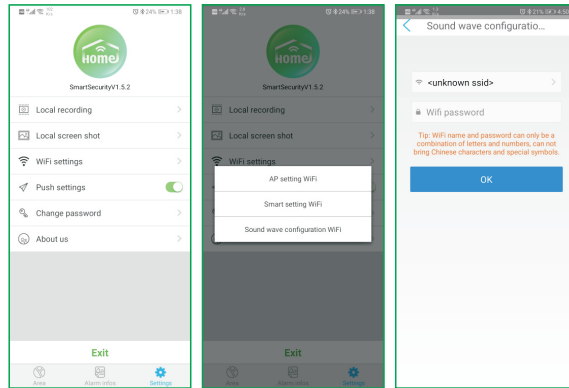 24% 1:38
HOMEJ
SmartSecurityV1.5.2
Local recording
Local screen shot
WiFi settings
Push settings
Change password
About us
Exit
Area
Alarm infos
Settings
24% 1:38
HOMEJ
SmartSecurityV1.5.2
Local recording
Local screen shot
WiFi settings
AP setting WiFi
Smart setting WiFi
Sound wave configuration WiFi
Exit
Area
Alarm infos
Settings
21% 4:50
Sound wave configuratio...
<unknown ssid>
Wifi password
Tip: WiFi name and password can only be a
combination of letters and numbers, can not
bring Chinese characters and special symbols.
OK